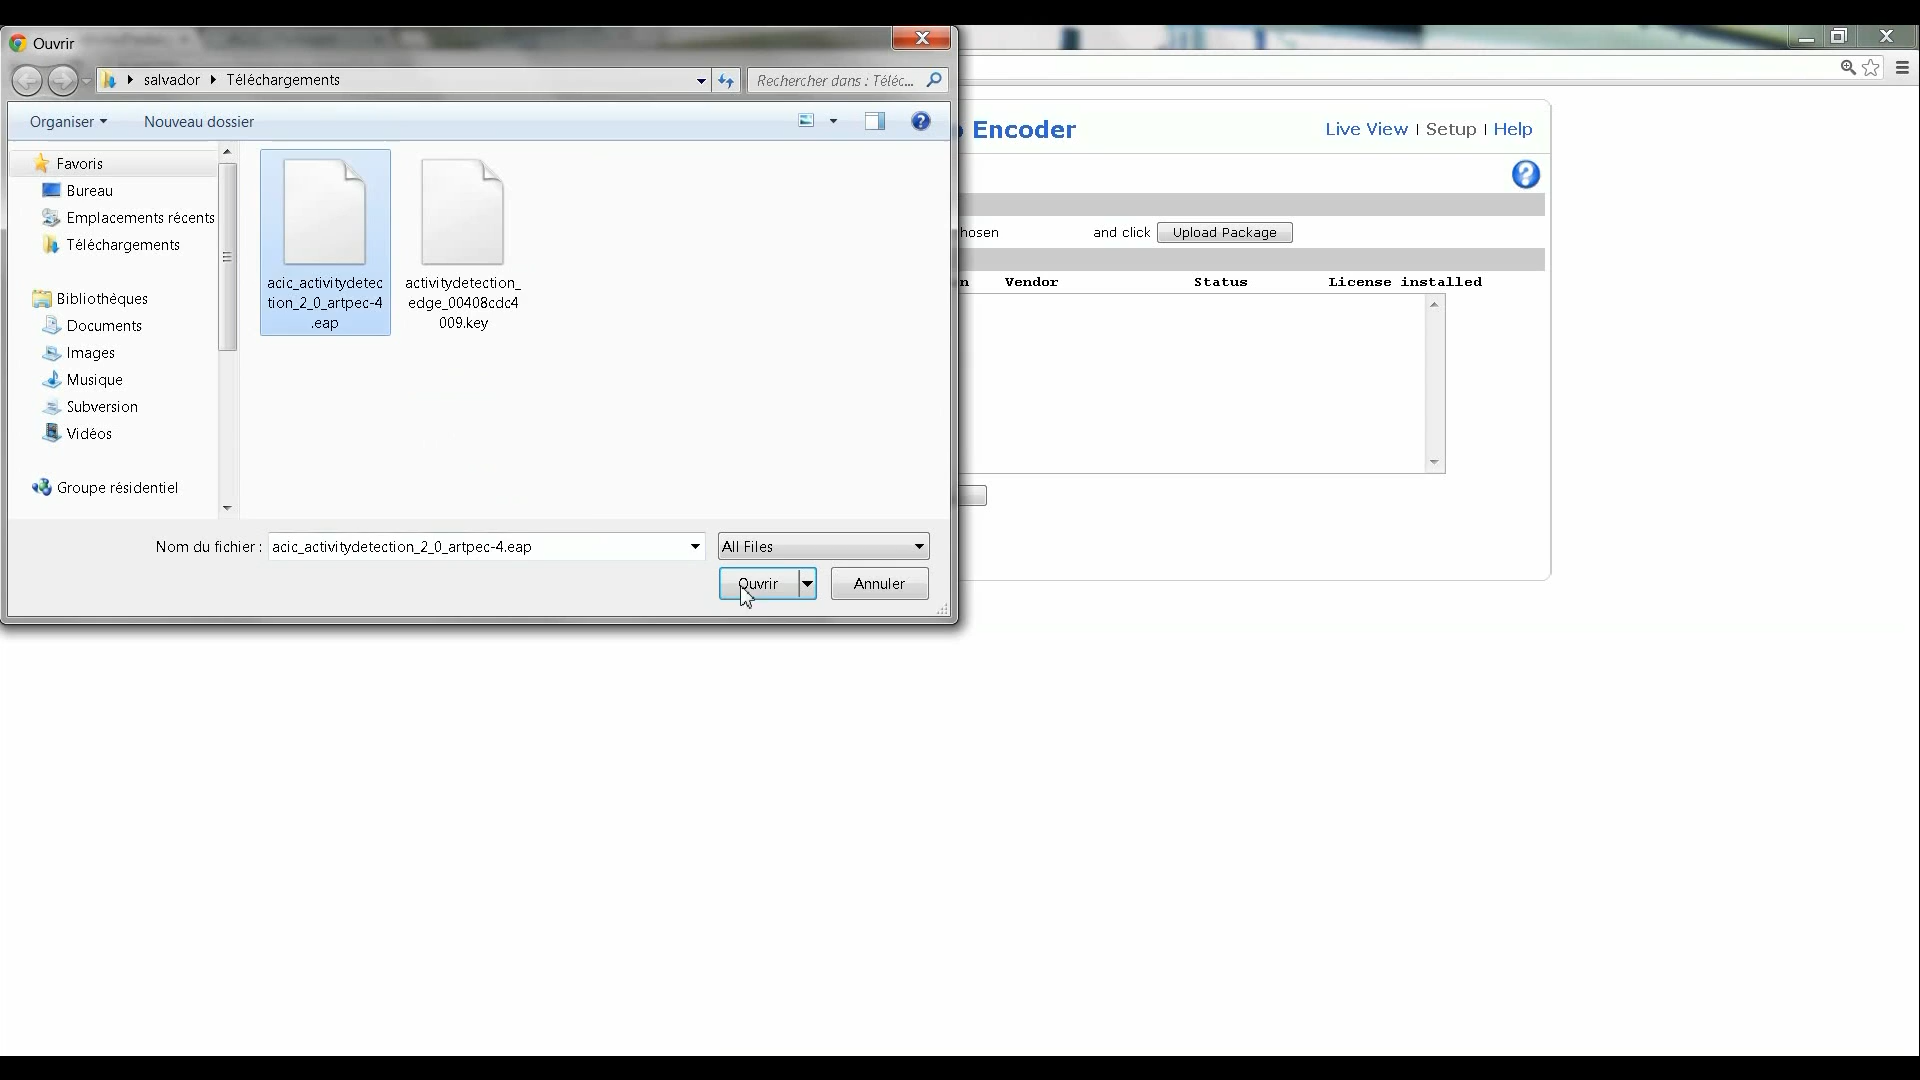 Ouvrir
salvador Téléchargements
Rechercher dans : Téléc...
Organiser
Nouveau dossier
Favoris
Bureau
Emplacements récents
Téléchargements
Bibliothèques
Documents
Images
Musique
Subversion
Vidéos
Groupe résidentiel
acic_activitydetec
tion_2_0_artpec-4
.eap
activitydetection_
edge_00408cdc4
009.key
Nom du fichier : acic_activitydetection_2_0_artpec-4.eap
All Files
Ouvrir
Annuler
Encoder
Live View | Setup | Help
hosen and click Upload Package
n Vendor Status License installed